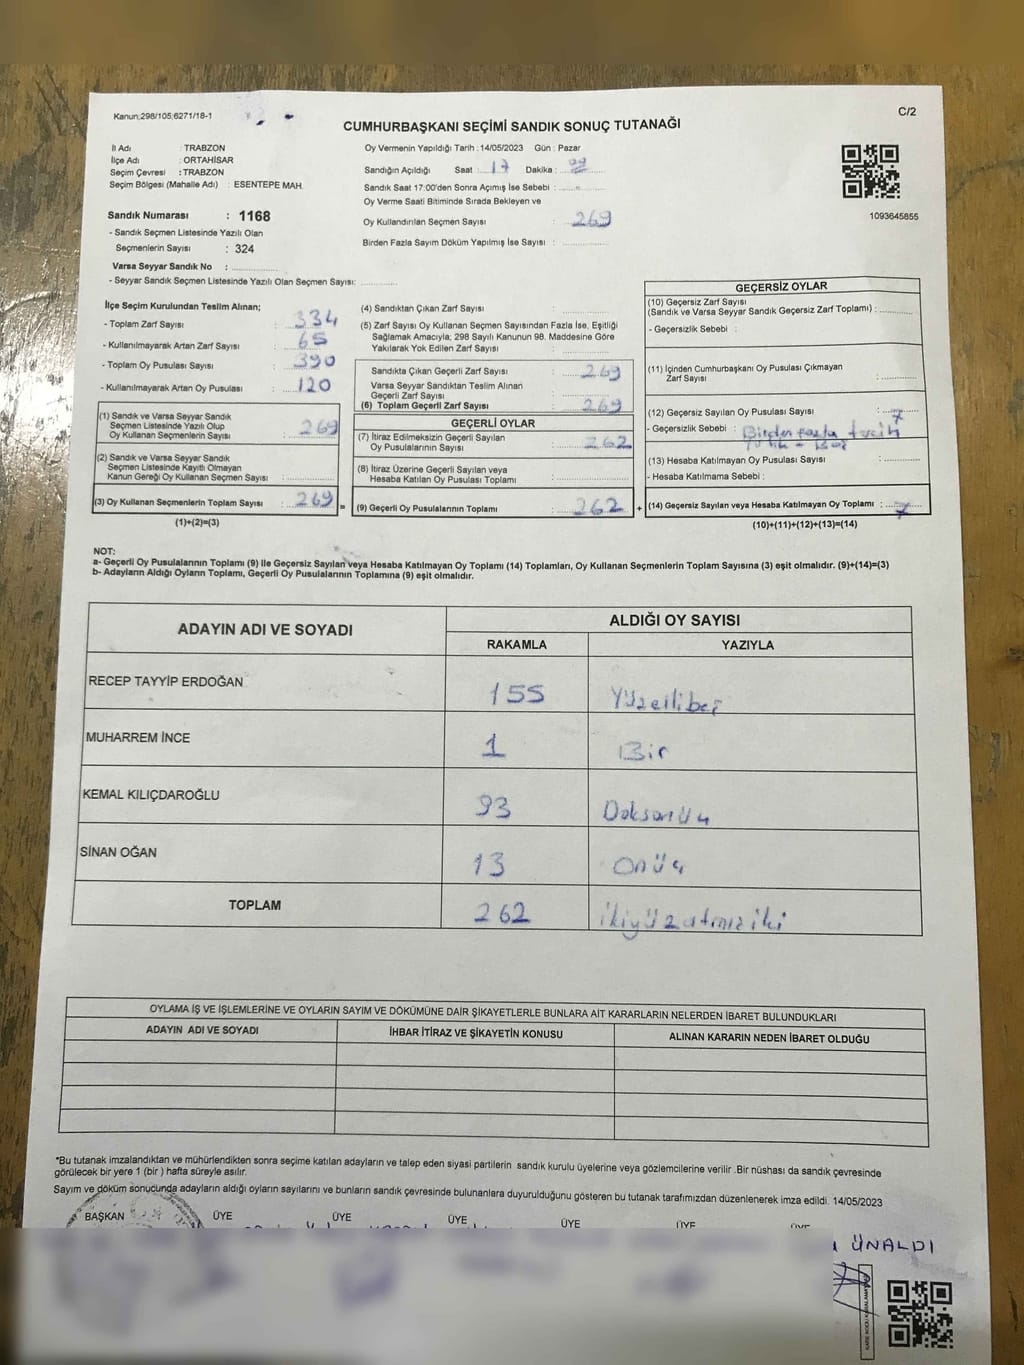 Kanun;298/105;6271/18-1
C/2
CUMHURBAŞKANI SEÇİMİ SANDIK SONUÇ TUTANAĞI
İl Adı : TRABZON
İlçe Adı : ORTAHİSAR
Seçim Çevresi : TRABZON
Seçim Bölgesi (Mahalle Adı) : ESENTEPE MAH.
Sandık Numarası : 1168
- Sandık Seçmen Listesinde Yazılı Olan
Seçmenlerin Sayısı : 324
Varsa Seyyar Sandık No :
- Seyyar Sandık Seçmen Listesinde Yazılı Olan Seçmen Sayısı:
Oy Vermenin Yapıldığı Tarih : 14/05/2023 Gün : Pazar
Sandığın Açıldığı Saat : 17 Dakika :
Sandık Saat 17:00'den Sonra Açımış İse Sebebi :
Oy Verme Saati Bitiminde Sırada Bekleyen ve
Oy Kullandırılan Seçmen Sayısı : 269
Birden Fazla Sayım Döküm Yapılmış İse Sayısı :
1093645855
İlçe Seçim Kurulundan Teslim Alınan;
- Toplam Zarf Sayısı : 334
- Kullanılmayarak Artan Zarf Sayısı : 65
- Toplam Oy Pusulası Sayısı : 390
- Kullanılmayarak Artan Oy Pusulası : 120
(1) Sandık ve Varsa Seyyar Sandık
Seçmen Listesinde Yazılı Olup
Oy Kullanan Seçmenlerin Sayısı : 269
(2) Sandık ve Varsa Seyyar Sandık
Seçmen Listesinde Kayıtlı Olmayan
Kanun Gereği Oy Kullanan Seçmen Sayısı :
(3) Oy Kullanan Seçmenlerin Toplam Sayısı : 269
(1)+(2)=(3)
=
(4) Sandıktan Çıkan Zarf Sayısı :
(5) Zarf Sayısı Oy Kullanan Seçmen Sayısından Fazla İse, Eşitliği
Sağlamak Amacıyla; 298 Sayılı Kanunun 98. Maddesine Göre
Yakılarak Yok Edilen Zarf Sayısı :
Sandıkta Çıkan Geçerli Zarf Sayısı : 269
Varsa Seyyar Sandıktan Teslim Alınan
Geçerli Zarf Sayısı :
(6) Toplam Geçerli Zarf Sayısı : 269
GEÇERLİ OYLAR
(7) İtiraz Edilmeksizin Geçerli Sayılan
Oy Pusulasının Sayısı : 262
(8) İtiraz Üzerine Geçerli Sayılan veya
Hesaba Katılan Oy Pusulası Toplamı :
(9) Geçerli Oy Pusulalarının Toplamı : 262
+
GEÇERSİZ OYLAR
(10) Geçersiz Zarf Sayısı
(Sandık ve Varsa Seyyar Sandık Geçersiz Zarf Toplamı) :
- Geçersizlik Sebebi :
(11) İçinden Cumhurbaşkanı Oy Pusulası Çıkmayan
Zarf Sayısı :
(12) Geçersiz Sayılan Oy Pusulası Sayısı : 7
- Geçersizlik Sebebi : Birden fazla tercih
(13) Hesaba Katılmayan Oy Pusulası Sayısı :
- Hesaba Katılmama Sebebi :
(14) Geçersiz Sayılan veya Hesaba Katılmayan Oy Toplamı : 7
(10)+(11)+(12)+(13)=(14)
NOT:
a- Geçerli Oy Pusulalarının Toplamı (9) ile Geçersiz Sayılan veya Hesaba Katılmayan Oy Toplamı (14) Toplamları, Oy Kullanan Seçmenlerin Toplam Sayısına (3) eşit olmalıdır. (9)+(14)=(3)
b- Adayların Aldığı Oyların Toplamı, Geçerli Oy Pusulalarının Toplamına (9) eşit olmalıdır.
ADAYIN ADI VE SOYADI
ALDIĞI OY SAYISI
RAKAMLA YAZIYLA
RECEP TAYYİP ERDOĞAN 155 Yüzellibeş
MUHARREM İNCE 1 Bir
KEMAL KILIÇDAROĞLU 93 Doksanüç
SİNAN OĞAN 13 Onüç
TOPLAM 262 ikiyüzatmışiki
OYLAMA İŞ VE İŞLEMLERİNE VE OYLARIN SAYIM VE DÖKÜMÜNE DAİR ŞİKAYETLERLE BUNLARA AİT KARARLARIN NELERDEN İBARET BULUNDUKLARI
ADAYIN ADI VE SOYADI İHBAR İTİRAZ VE ŞİKAYETİN KONUSU ALINAN KARARIN NEDEN İBARET OLDUĞU
*Bu tutanak imzalandıktan ve mühürlendikten sonra seçime katılan adayların ve talep eden siyasi partilerin sandık kurulu üyelerine veya gözlemcilerine verilir .Bir nüshası da sandık çevresinde
görülecek bir yere 1 (bir ) hafta süreyle asılır.
Sayım ve döküm sonucunda adayların aldığı oyların sayılarını ve bunların sandık çevresinde bulunanlara duyurulduğunu gösteren bu tutanak tarafımızdan düzenlenerek imza edildi. 14/05/2023
BAŞKAN ÜYE ÜYE ÜYE ÜYE ÜYE ÜYE
ÜNALDI